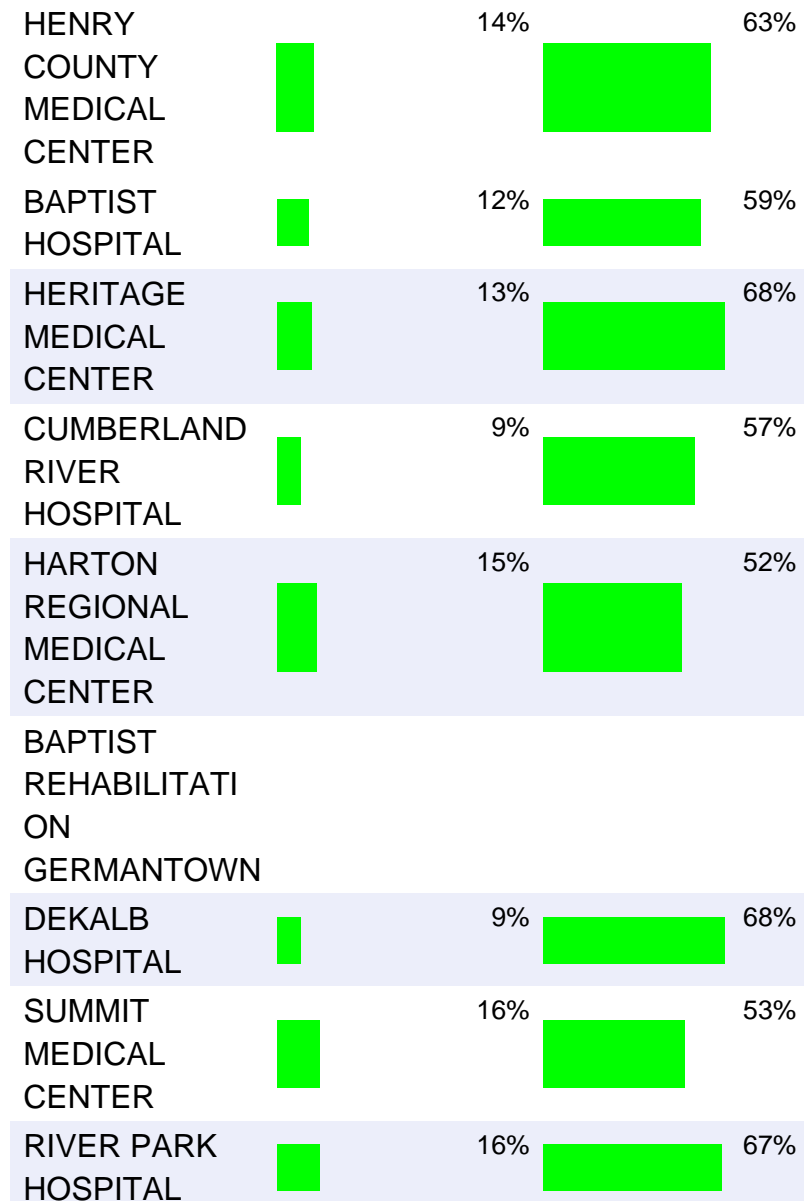 HENRY 14% 63%
COUNTY
MEDICAL
CENTER
BAPTIST 12% 59%
HOSPITAL
HERITAGE 13% 68%
MEDICAL
CENTER
CUMBERLAND 9% 57%
RIVER
HOSPITAL
HARTON 15% 52%
REGIONAL
MEDICAL
CENTER
BAPTIST
REHABILITATI
ON
GERMANTOWN
DEKALB 9% 68%
HOSPITAL
SUMMIT 16% 53%
MEDICAL
CENTER
RIVER PARK 16% 67%
HOSPITAL